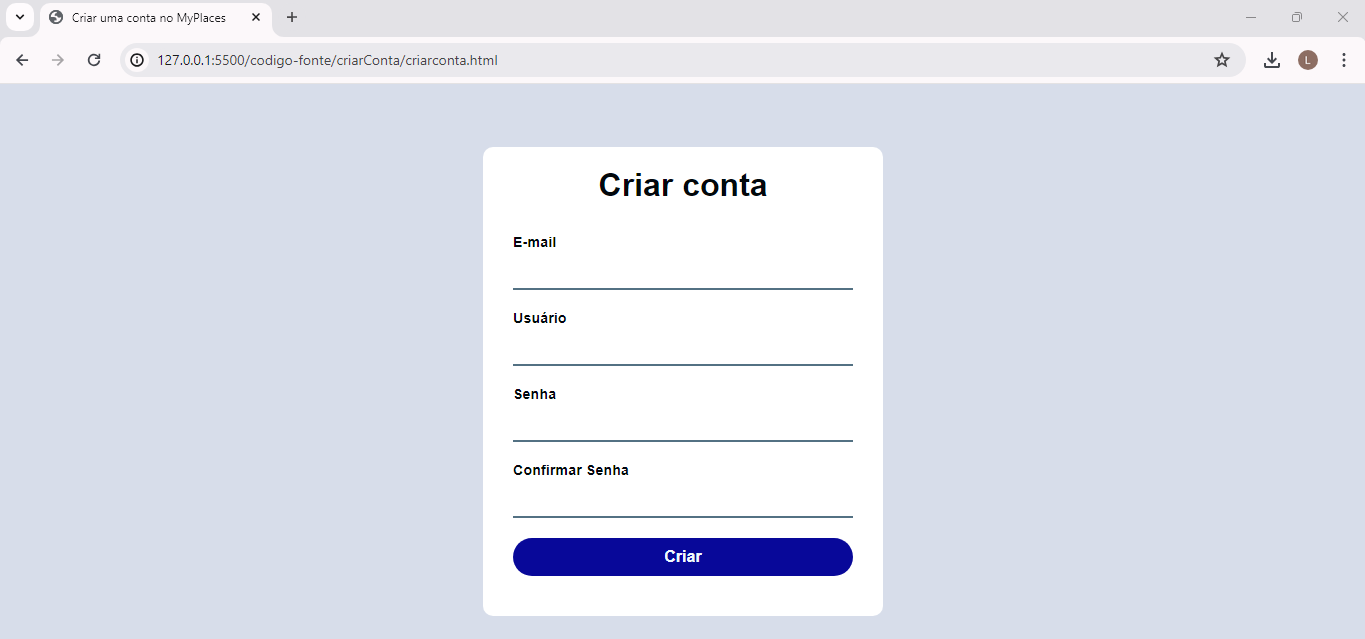 Criar uma conta no MyPlaces
127.0.0.1:5500/codigo-fonte/criarConta/criarconta.html
L
Criar conta
E-mail
Usuário
Senha
Confirmar Senha
Criar